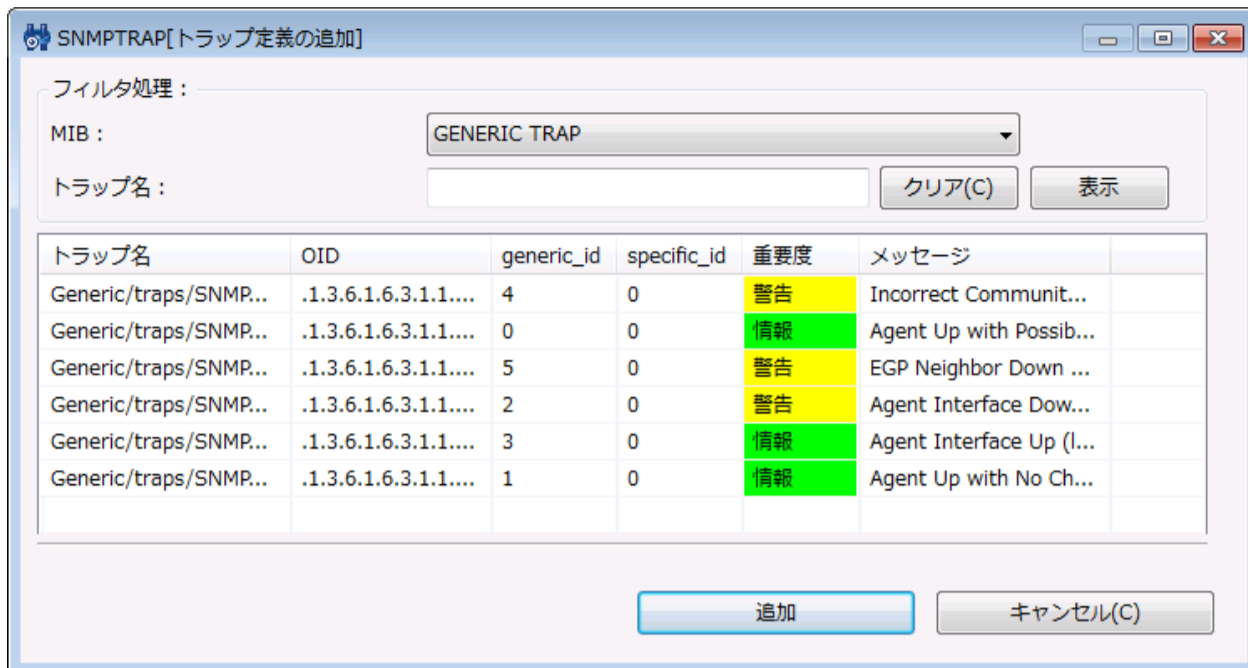 SNMPTRAP[トラップ定義の追加]
フィルタ処理：
MIB： GENERIC TRAP
トラップ名： クリア(C) 表示
トラップ名 OID generic_id specific_id 重要度 メッセージ
Generic/traps/SNMP... .1.3.6.1.6.3.1.1.... 4 0 警告 Incorrect Communit...
Generic/traps/SNMP... .1.3.6.1.6.3.1.1.... 0 0 情報 Agent Up with Possib...
Generic/traps/SNMP... .1.3.6.1.6.3.1.1.... 5 0 警告 EGP Neighbor Down ...
Generic/traps/SNMP... .1.3.6.1.6.3.1.1.... 2 0 警告 Agent Interface Dow...
Generic/traps/SNMP... .1.3.6.1.6.3.1.1.... 3 0 情報 Agent Interface Up (l...
Generic/traps/SNMP... .1.3.6.1.6.3.1.1.... 1 0 情報 Agent Up with No Ch...
追加 キャンセル(C)